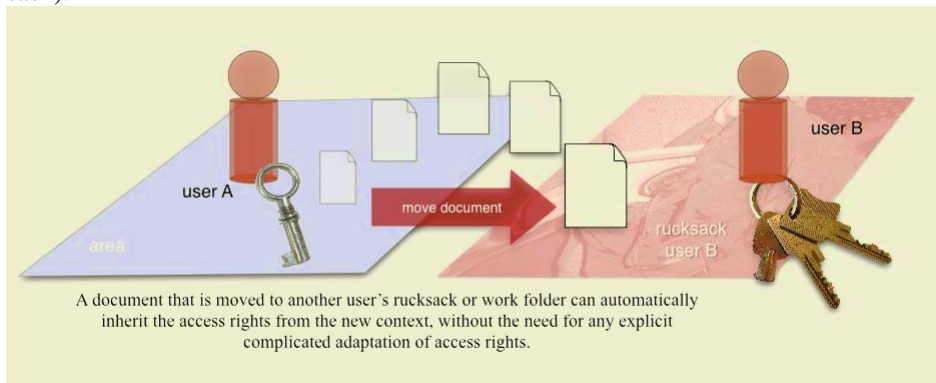 user A
user B
move document
area
rucksack
user B
A document that is moved to another user's rucksack or work folder can automatically
inherit the access rights from the new context, without the need for any explicit
complicated adaptation of access rights.